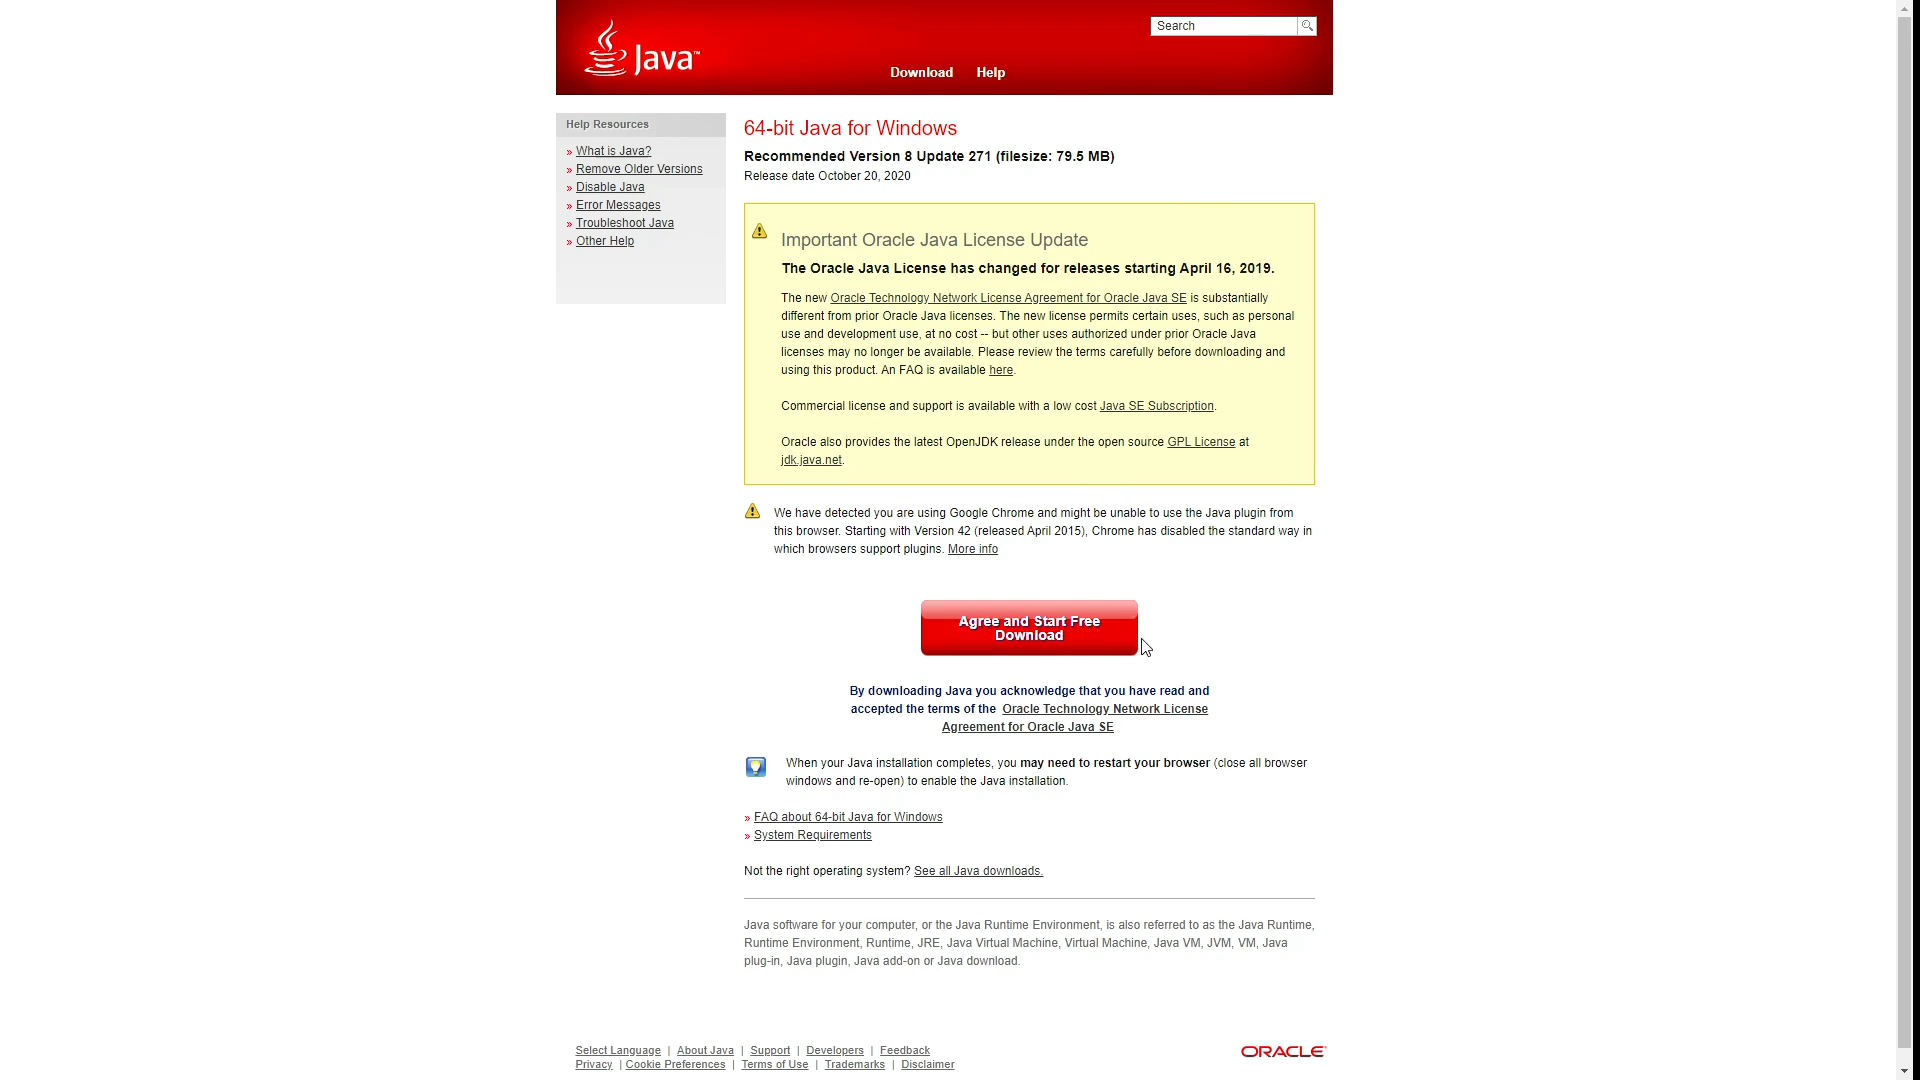 Java™
Search
Download Help
Help Resources
» What is Java?
» Remove Older Versions
» Disable Java
» Error Messages
» Troubleshoot Java
» Other Help
64-bit Java for Windows
Recommended Version 8 Update 271 (filesize: 79.5 MB)
Release date October 20, 2020
Important Oracle Java License Update
The Oracle Java License has changed for releases starting April 16, 2019.
The new Oracle Technology Network License Agreement for Oracle Java SE is substantially
different from prior Oracle Java licenses. The new license permits certain uses, such as personal
use and development use, at no cost -- but other uses authorized under prior Oracle Java
licenses may no longer be available. Please review the terms carefully before downloading and
using this product. An FAQ is available here.
Commercial license and support is available with a low cost Java SE Subscription.
Oracle also provides the latest OpenJDK release under the open source GPL License at
jdk.java.net.
We have detected you are using Google Chrome and might be unable to use the Java plugin from
this browser. Starting with Version 42 (released April 2015), Chrome has disabled the standard way in
which browsers support plugins. More info
Agree and Start Free
Download
By downloading Java you acknowledge that you have read and
accepted the terms of the Oracle Technology Network License
Agreement for Oracle Java SE
When your Java installation completes, you may need to restart your browser (close all browser
windows and re-open) to enable the Java installation.
» FAQ about 64-bit Java for Windows
» System Requirements
Not the right operating system? See all Java downloads.
Java software for your computer, or the Java Runtime Environment, is also referred to as the Java Runtime,
Runtime Environment, Runtime, JRE, Java Virtual Machine, Virtual Machine, Java VM, JVM, VM, Java
plug-in, Java plugin, Java add-on or Java download.
Select Language | About Java | Support | Developers | Feedback
Privacy | Cookie Preferences | Terms of Use | Trademarks | Disclaimer
ORACLE